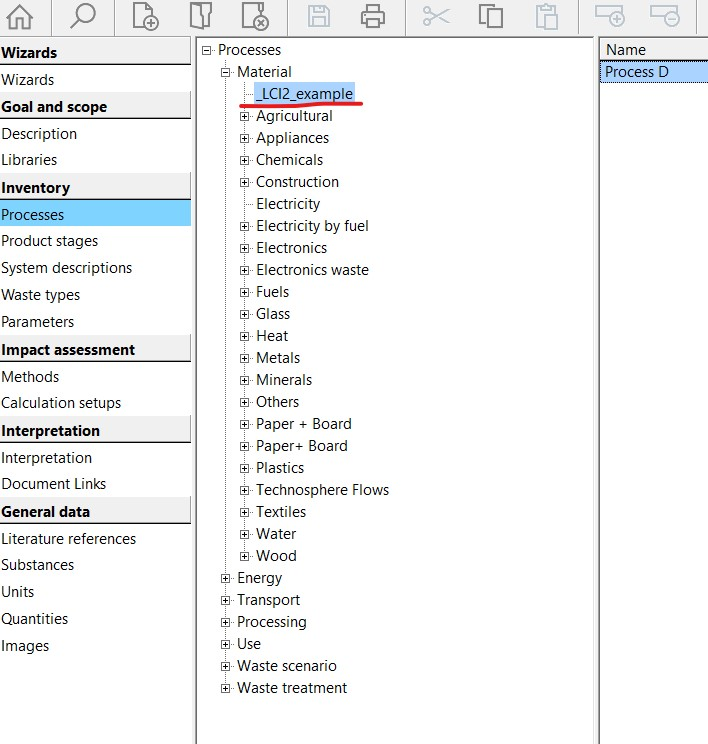 Wizards
Wizards
Goal and scope
Description
Libraries
Inventory
Processes
Product stages
System descriptions
Waste types
Parameters
Impact assessment
Methods
Calculation setups
Interpretation
Interpretation
Document Links
General data
Literature references
Substances
Units
Quantities
Images
Processes
Material
_LCI2_example
Agricultural
Appliances
Chemicals
Construction
Electricity
Electricity by fuel
Electronics
Electronics waste
Fuels
Glass
Heat
Metals
Minerals
Others
Paper + Board
Paper+ Board
Plastics
Technosphere Flows
Textiles
Water
Wood
Energy
Transport
Processing
Use
Waste scenario
Waste treatment
Name
Process D